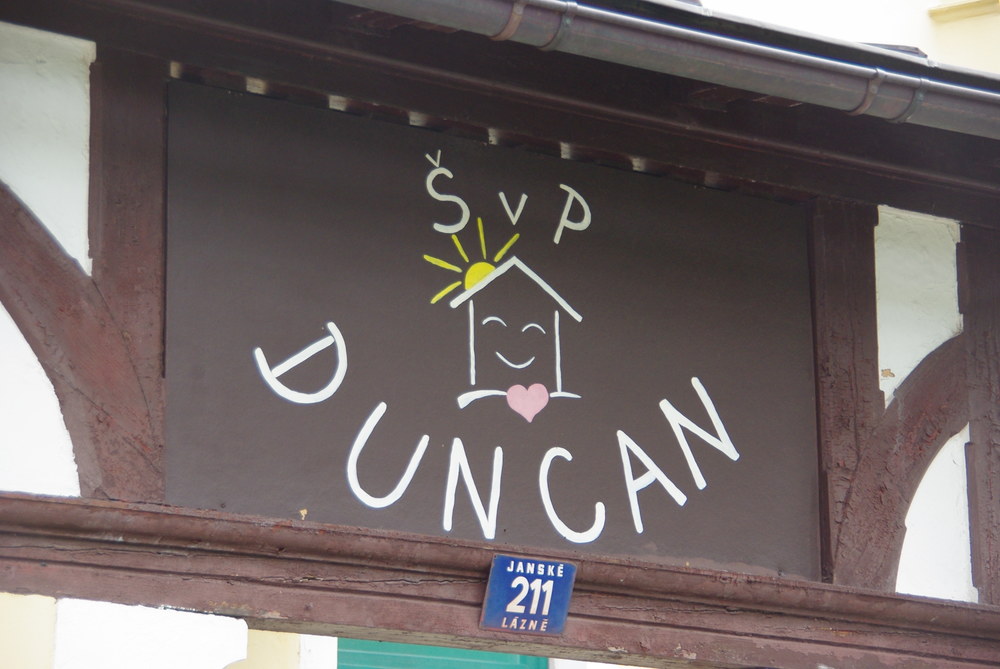 ŠvP
DUNCAN
JANSKÉ
211
LÁZNĚ